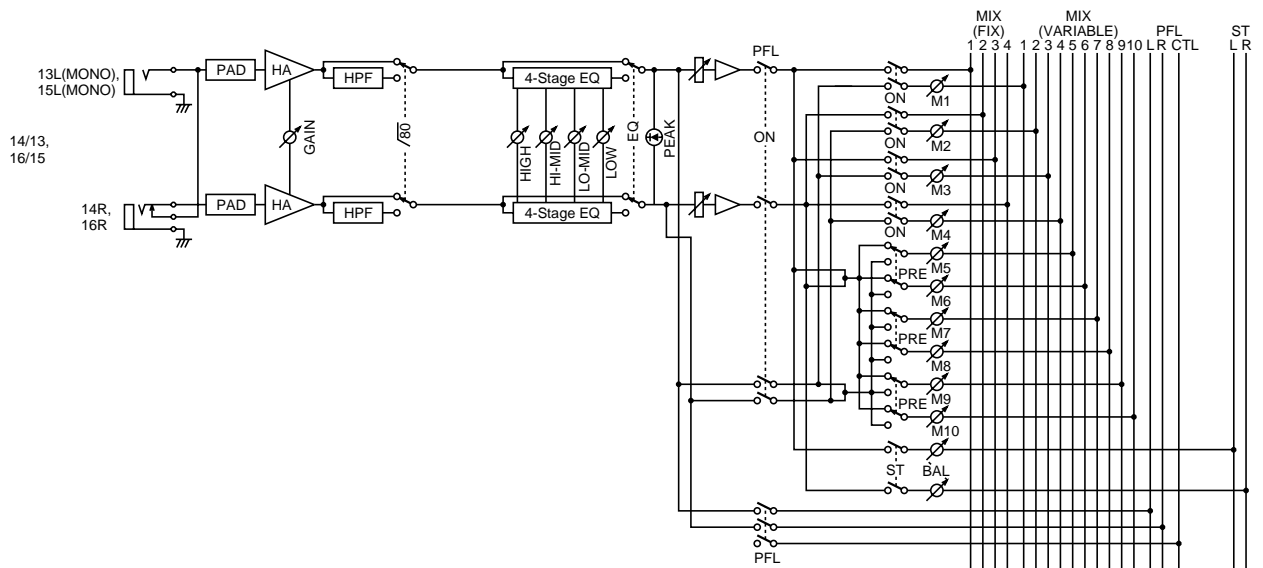 MIX MIX PFL ST
(FIX) (VARIABLE) L R CTL L R
1 2 3 4 1 2 3 4 5 6 7 8 9 10
13L(MONO),
15L(MONO)
PAD HA HPF 4-Stage EQ PFL
ON M1
14/13,
16/15
GAIN 80 HIGH HI-MID LO-MID LOW EQ PEAK ON
ON M2
ON M3
14R,
16R
PAD HA HPF 4-Stage EQ
ON M4
PRE M5
M6
PRE M7
M8
PRE M9
M10
ST BAL
PFL